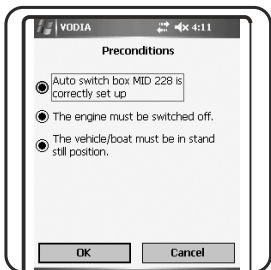 VODIA
4:11
Preconditions
Auto switch box MID 228 is
correctly set up
The engine must be switched off.
The vehicle/boat must be in stand
still position.
OK
Cancel